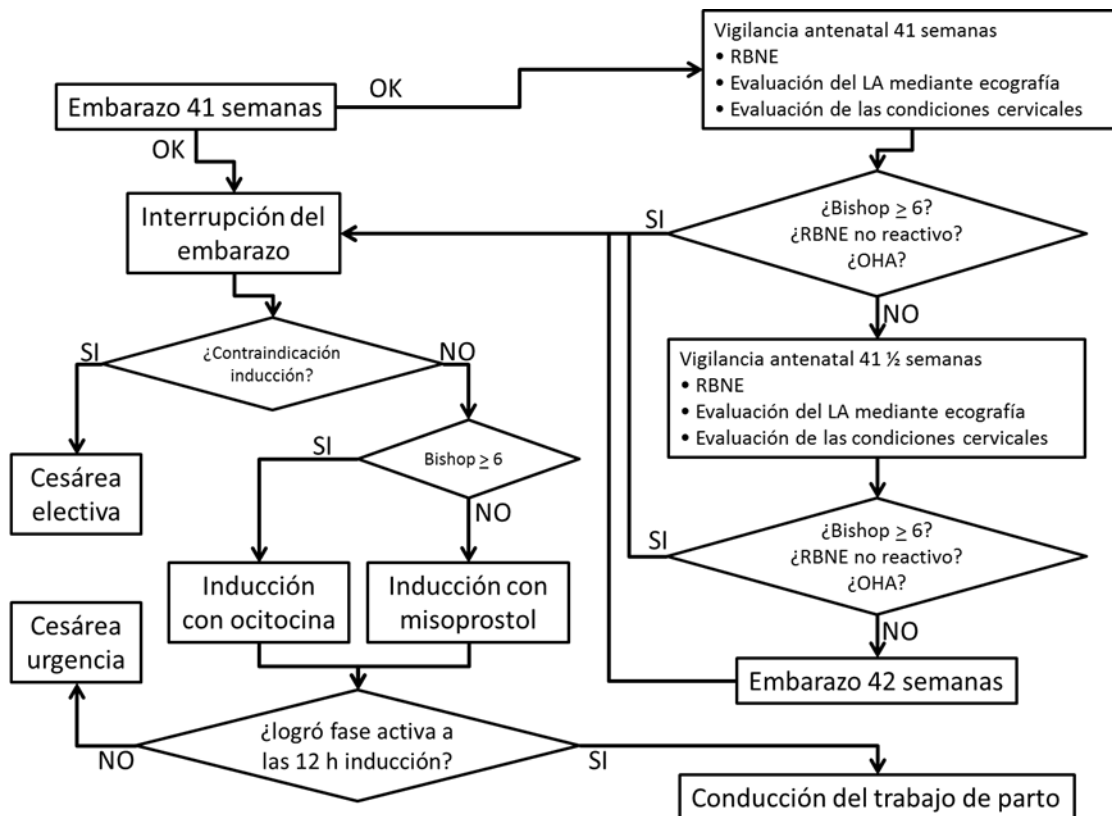 Vigilancia antenatal 41 semanas
• RBNE
• Evaluación del LA mediante ecografía
• Evaluación de las condiciones cervicales
OK
Embarazo 41 semanas
OK
Interrupción del
embarazo
SI
¿Bishop ≥ 6?
¿RBNE no reactivo?
¿OHA?
NO
SI
¿Contraindicación
inducción?
NO
Vigilancia antenatal 41 ½ semanas
• RBNE
• Evaluación del LA mediante ecografía
• Evaluación de las condiciones cervicales
Cesárea
electiva
SI
Bishop ≥ 6
NO
SI
¿Bishop ≥ 6?
¿RBNE no reactivo?
¿OHA?
NO
Inducción
con ocitocina
Inducción con
misoprostol
Cesárea
urgencia
Embarazo 42 semanas
¿logró fase activa a
las 12 h inducción?
NO
SI
Conducción del trabajo de parto